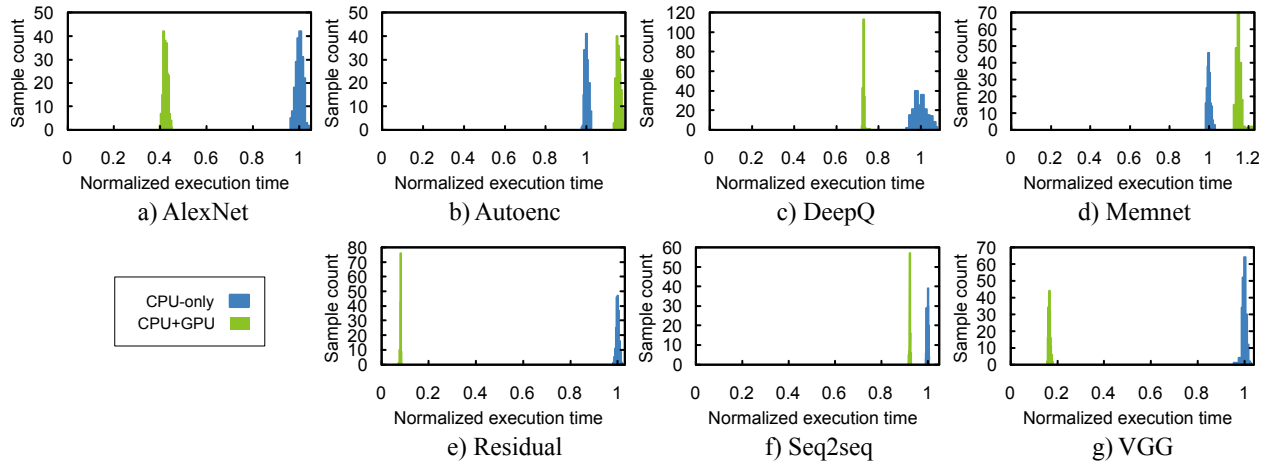 Sample count
50
40
30
20
10
0
0 0.2 0.4 0.6 0.8 1
Normalized execution time
a) AlexNet
Sample count
50
40
30
20
10
0
0 0.2 0.4 0.6 0.8 1
Normalized execution time
b) Autoenc
Sample count
120
100
80
60
40
20
0
0 0.2 0.4 0.6 0.8 1
Normalized execution time
c) DeepQ
Sample count
70
60
50
40
30
20
10
0
0 0.2 0.4 0.6 0.8 1 1.2
Normalized execution time
d) Memnet
CPU-only
CPU+GPU
Sample count
80
70
60
50
40
30
20
10
0
0 0.2 0.4 0.6 0.8 1
Normalized execution time
e) Residual
Sample count
60
50
40
30
20
10
0
0 0.2 0.4 0.6 0.8 1
Normalized execution time
f) Seq2seq
Sample count
70
60
50
40
30
20
10
0
0 0.2 0.4 0.6 0.8 1
Normalized execution time
g) VGG